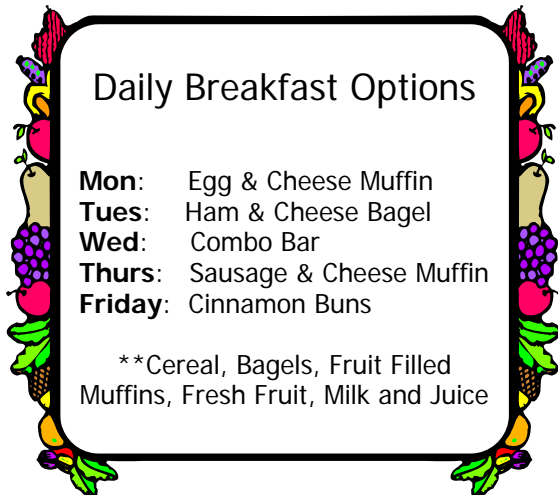 Daily Breakfast Options
Mon: Egg & Cheese Muffin
Tues: Ham & Cheese Bagel
Wed: Combo Bar
Thurs: Sausage & Cheese Muffin
Friday: Cinnamon Buns
**Cereal, Bagels, Fruit Filled
Muffins, Fresh Fruit, Milk and Juice